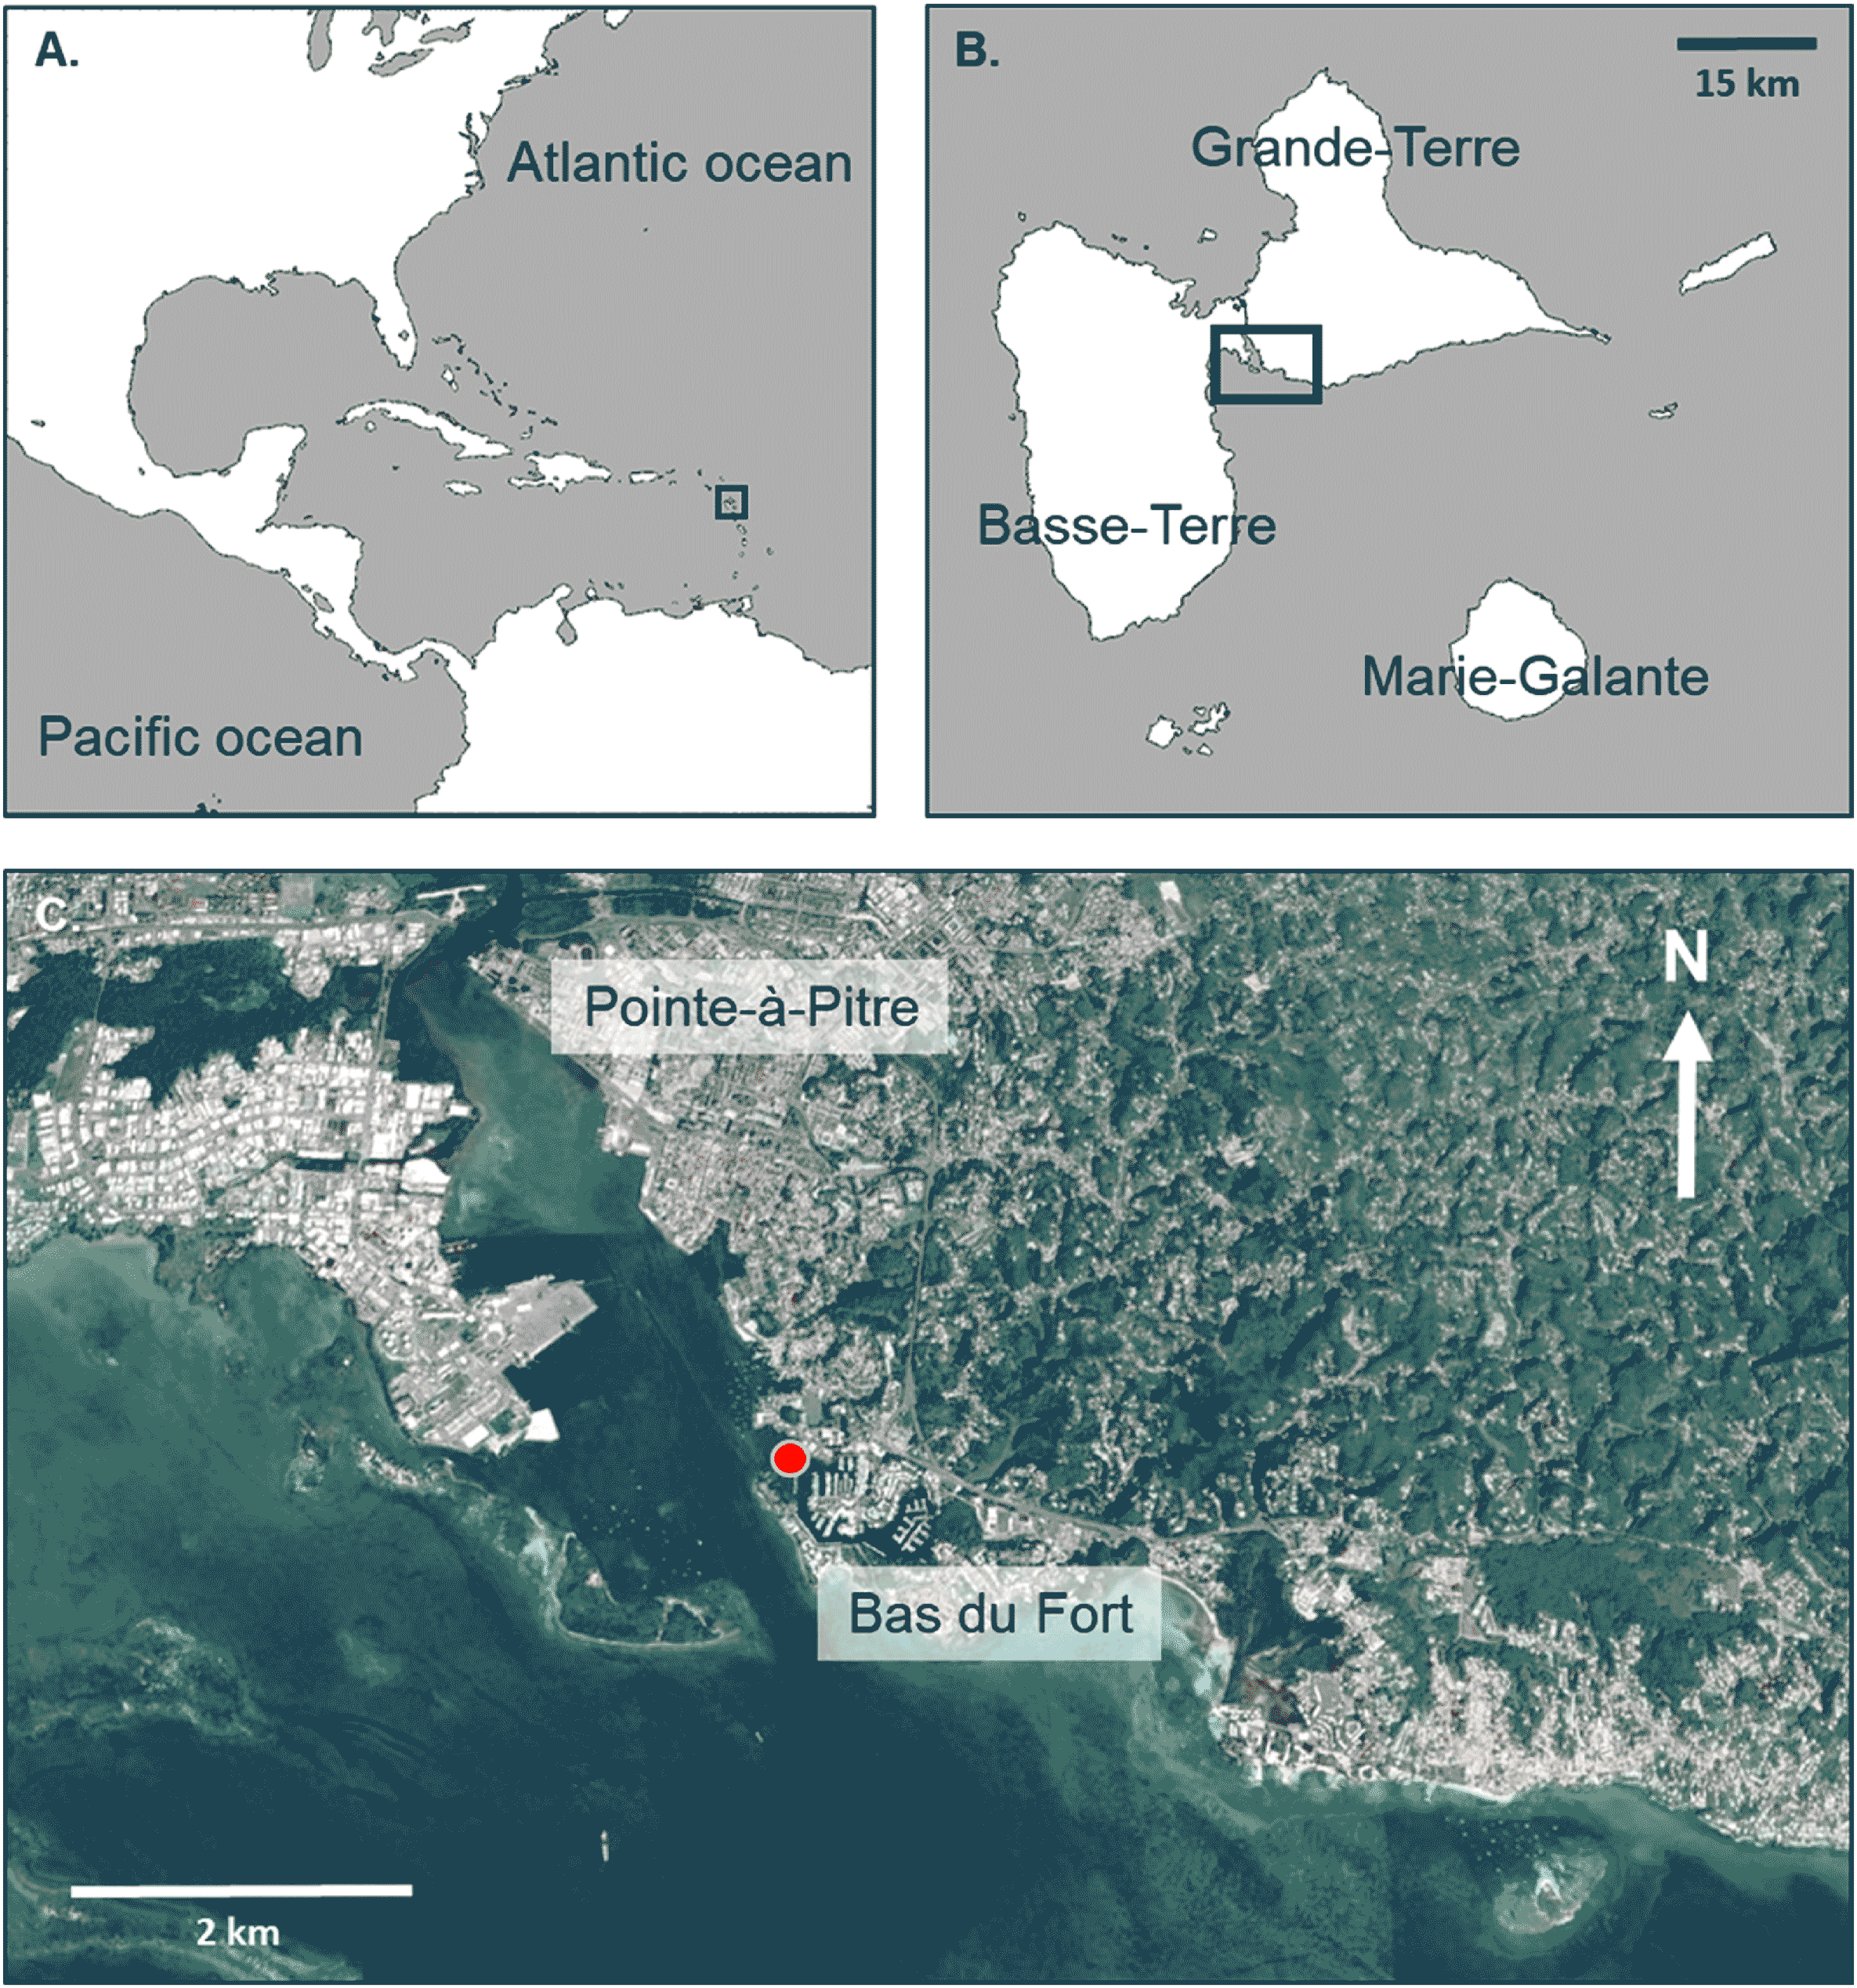 A.
Atlantic ocean
Pacific ocean
B.
15 km
Grande-Terre
Basse-Terre
Marie-Galante
C.
N
Pointe-à-Pitre
Bas du Fort
2 km